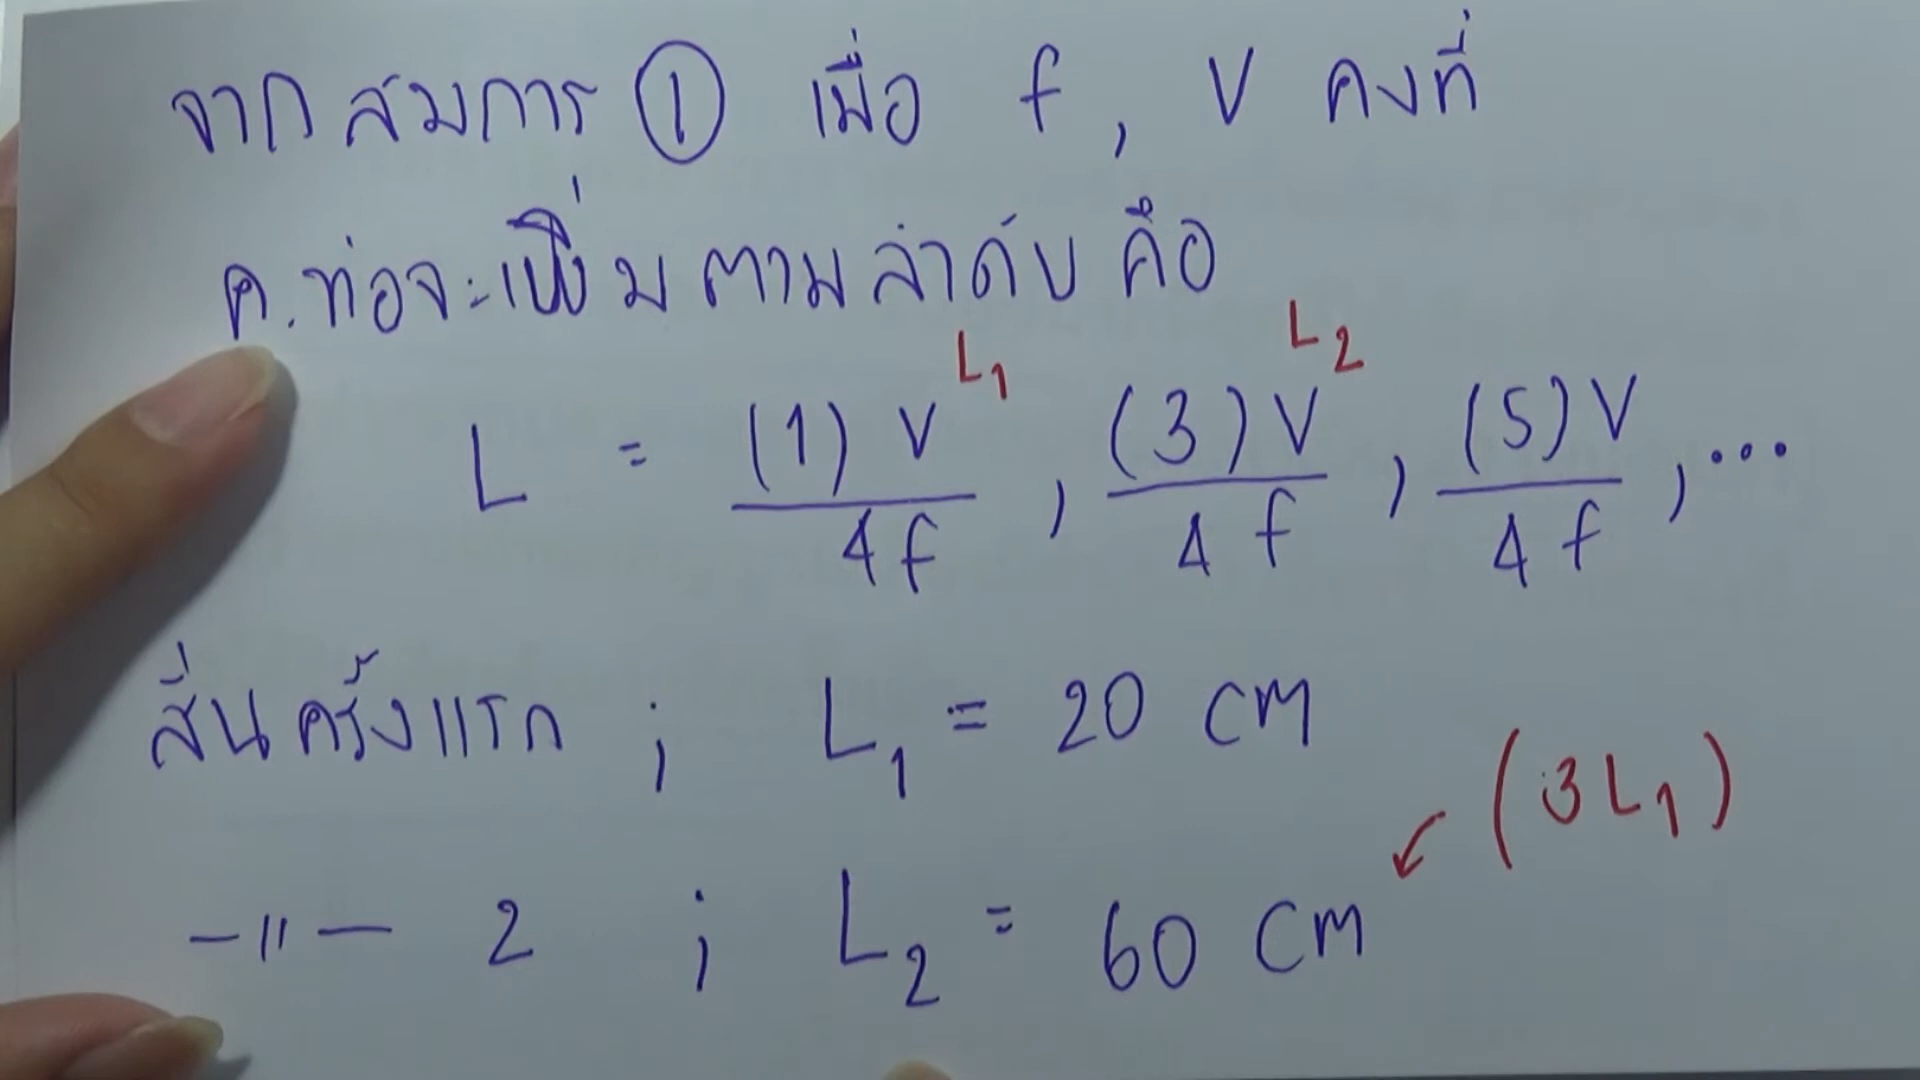 จาก สมการ ① เมื่อ f , V คงที่
ค.ท่อจะเพิ่มตามลำดับ คือ
L₁ L₂
L = (1)V/4f , (3)V/4f , (5)V/4f , ...
สั่นครั้งแรก ; L₁ = 20 cm
(3L₁)
-〃- 2 ; L₂ = 60 cm